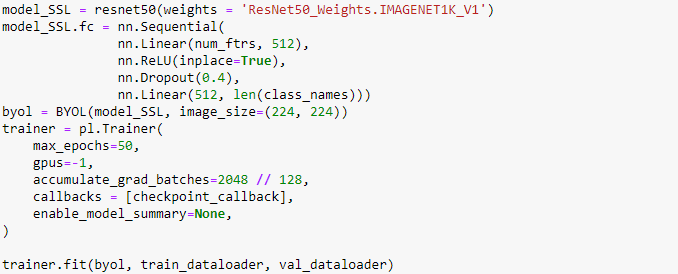 model_SSL = resnet50(weights = 'ResNet50_Weights.IMAGENET1K_V1')
model_SSL.fc = nn.Sequential(
               nn.Linear(num_ftrs, 512),
               nn.ReLU(inplace=True),
               nn.Dropout(0.4),
               nn.Linear(512, len(class_names)))
byol = BYOL(model_SSL, image_size=(224, 224))
trainer = pl.Trainer(
    max_epochs=50,
    gpus=-1,
    accumulate_grad_batches=2048 // 128,
    callbacks = [checkpoint_callback],
    enable_model_summary=None,
)
trainer.fit(byol, train_dataloader, val_dataloader)